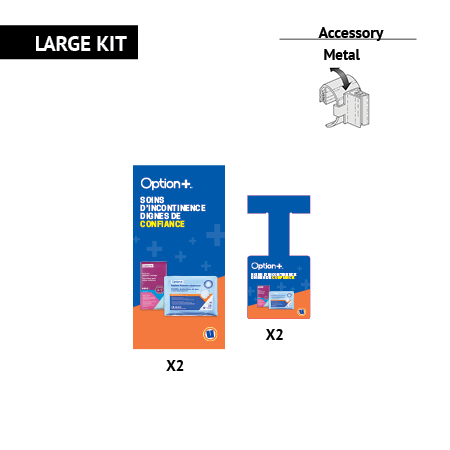 LARGE KIT
Accessory
Metal
Option+
SOINS
D'INCONTINENCE
DIGNES DE
CONFIANCE
Option+
X2
X2